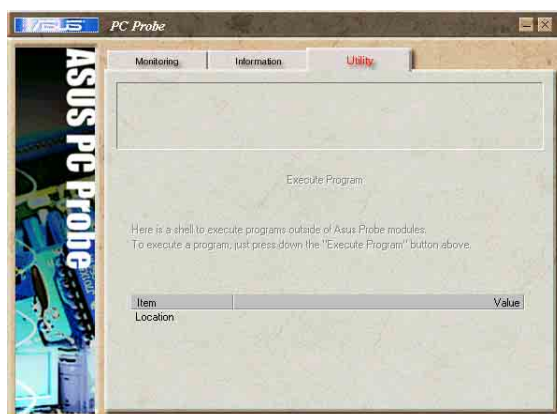 ASUS PC Probe
Monitoring Information Utility
ASUS PC Probe
Execute Program
Here is a shell to execute programs outside of Asus Probe modules.
To execute a program, just press down the "Execute Program" button above.
Item Value
Location